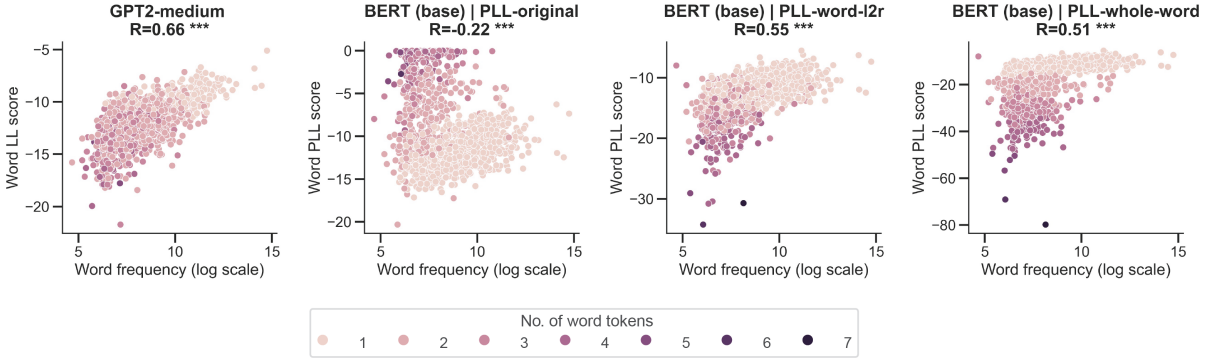 GPT2-medium
R=0.66 ***
Word LLL score
−5
−10
−15
−20
5 10 15
Word frequency (log scale)
BERT (base) | PLL-original
R=-0.22 ***
Word PLL score
0
−5
−10
−15
−20
5 10 15
Word frequency (log scale)
BERT (base) | PLL-word-l2r
R=0.55 ***
Word PLL score
−10
−20
−30
5 10 15
Word frequency (log scale)
BERT (base) | PLL-whole-word
R=0.51 ***
Word PLL score
−20
−40
−60
−80
5 10 15
Word frequency (log scale)
No. of word tokens
1 2 3 4 5 6 7